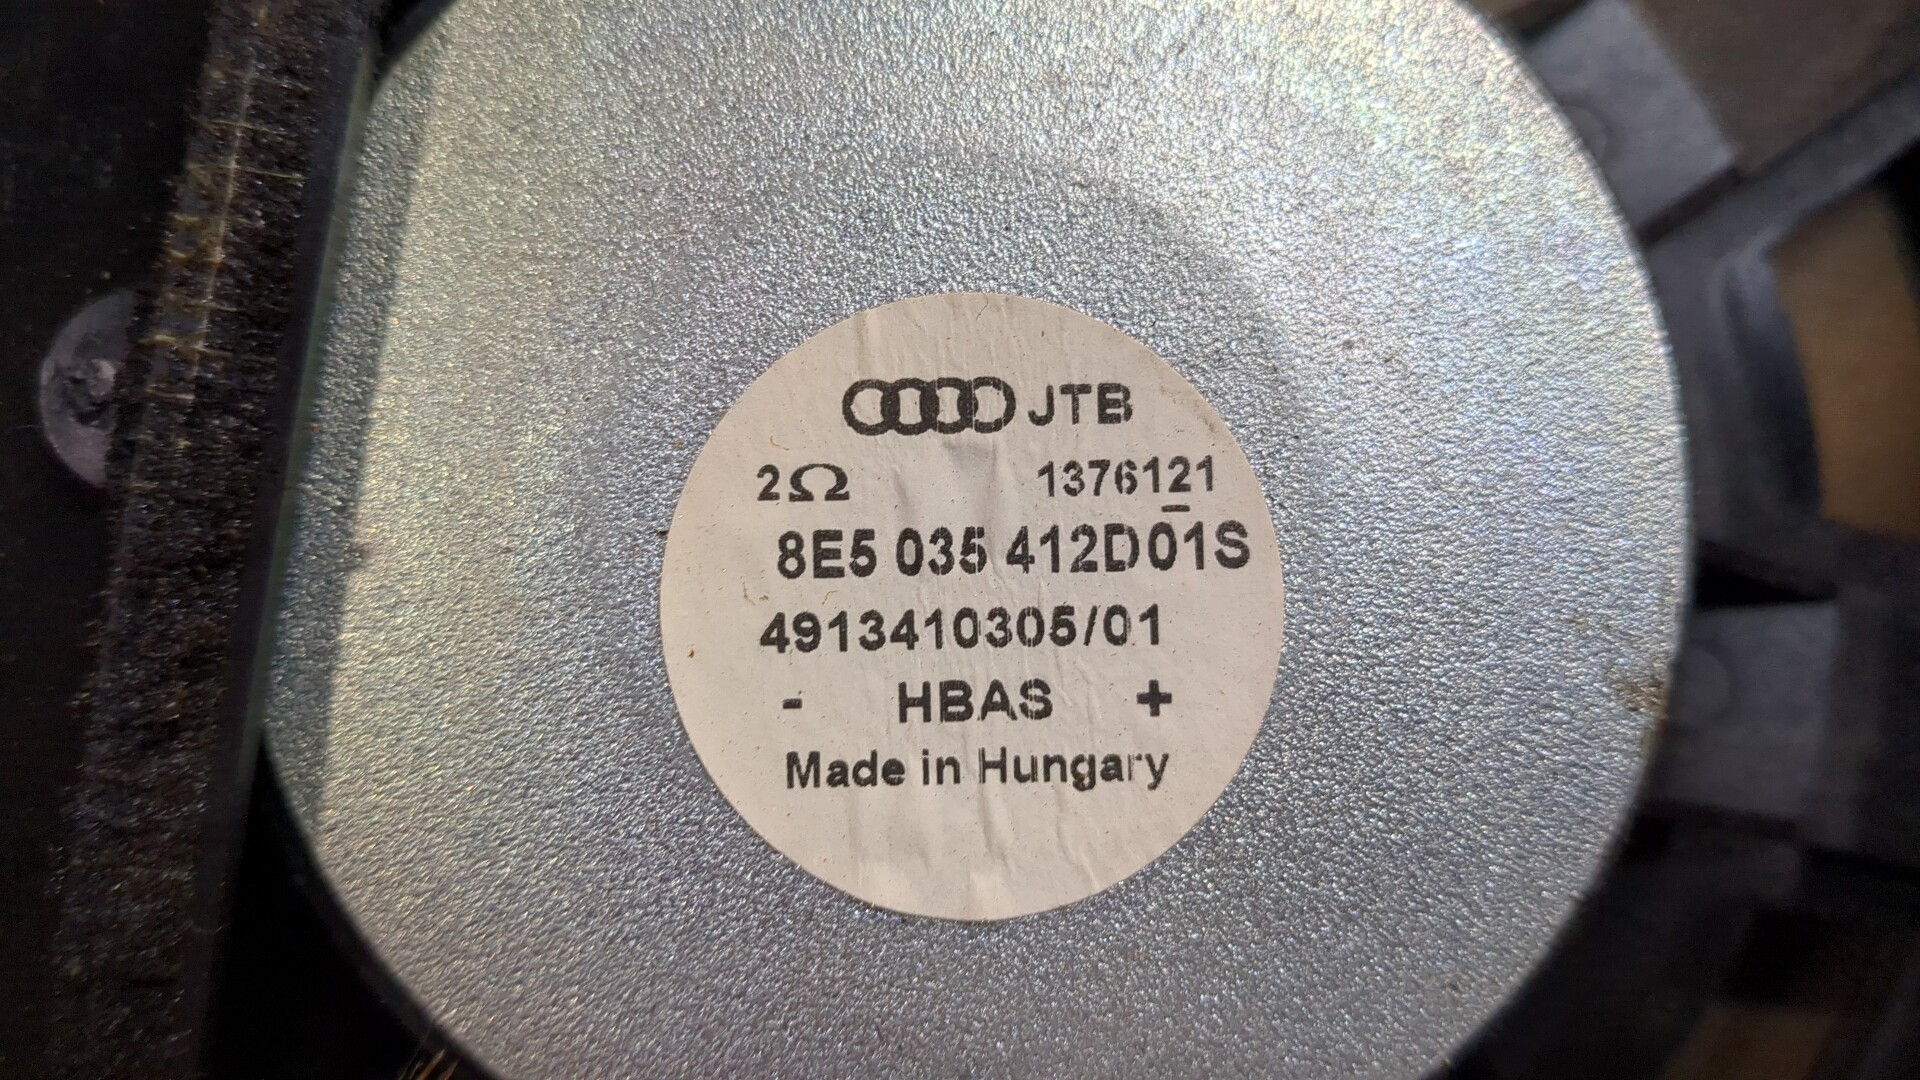 JTB
2Ω 1376121
8E5 035 412D01S
4913410305/01
- HBAS +
Made in Hungary